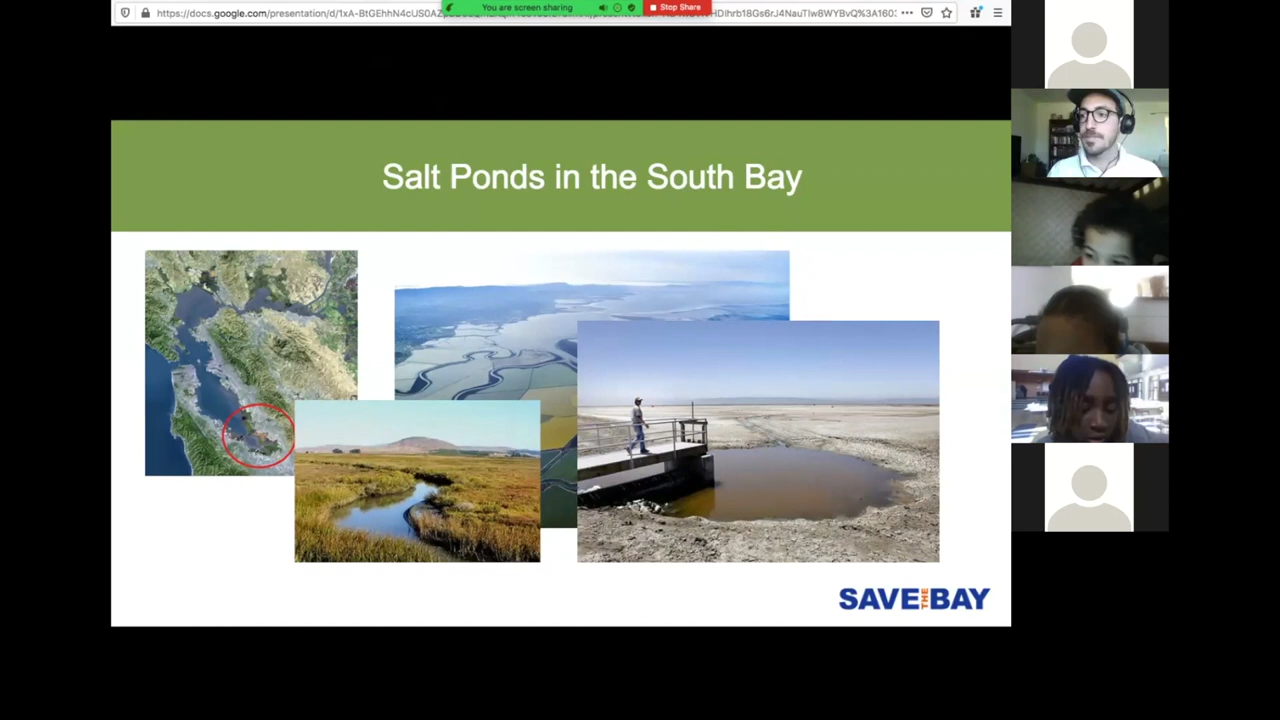 You are screen sharing
Stop Share
Salt Ponds in the South Bay
SAVE THE BAY